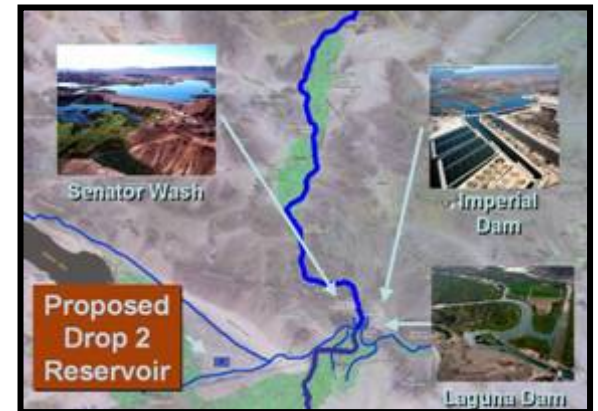 Senator Wash
Imperial
Dam
Proposed
Drop 2
Reservoir
Laguna Dam